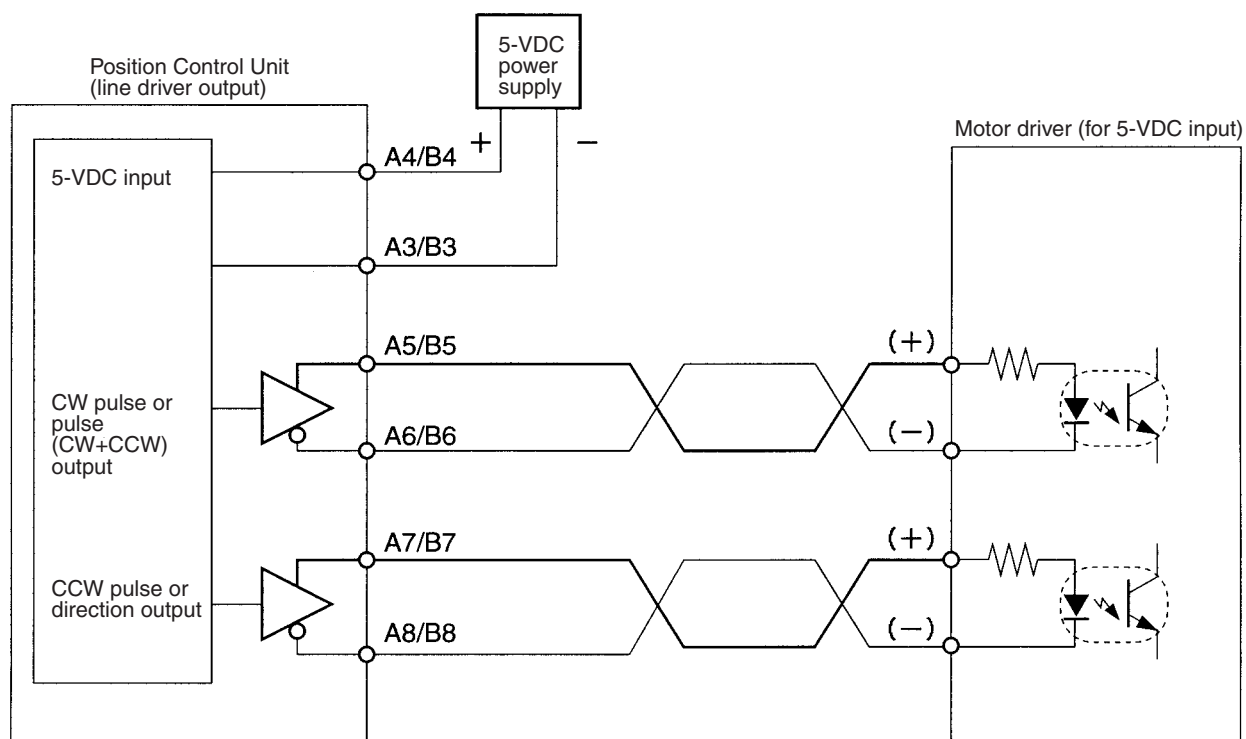 5-VDC
power
supply
Position Control Unit
(line driver output)
Motor driver (for 5-VDC input)
+
−
A4/B4
5-VDC input
A3/B3
A5/B5
(+)
CW pulse or
pulse
(CW+CCW)
output
A6/B6
(−)
A7/B7
(+)
CCW pulse or
direction output
A8/B8
(−)